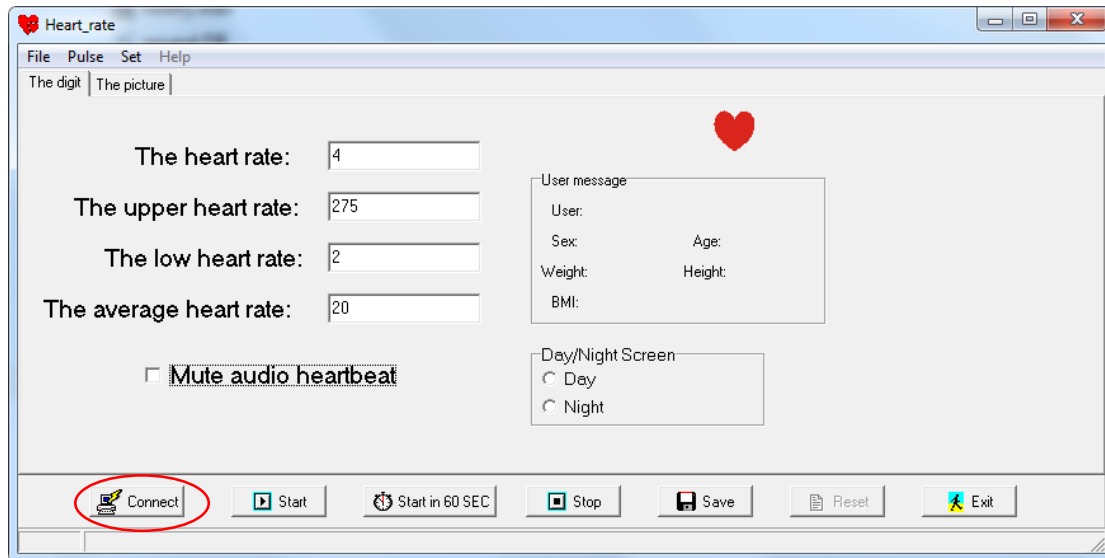 Heart_rate
File Pulse Set Help
The digit The picture
The heart rate: 4
The upper heart rate: 275
The low heart rate: 2
The average heart rate: 20
Mute audio heartbeat
User message
User:
Sex: Age:
Weight: Height:
BMI:
Day/Night Screen
Day
Night
Connect Start Start in 60 SEC Stop Save Reset Exit